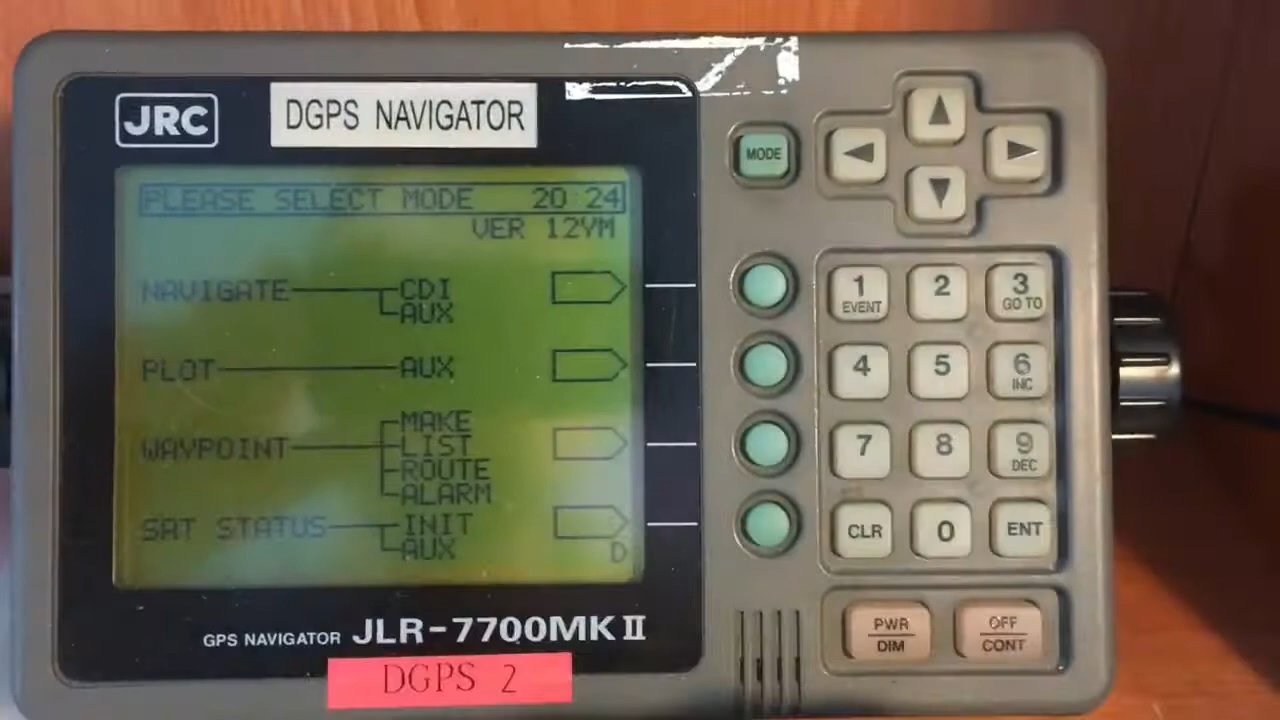 JRC
DGPS NAVIGATOR
PLEASE SELECT MODE 20:24
VER 12YM
NAVIGATE CDI
AUX
PLOT AUX
WAYPOINT MAKE
LIST
ROUTE
ALARM
SAT STATUS INIT
AUX D
GPS NAVIGATOR JLR-7700MKⅡ
DGPS 2
MODE
1 2 3
EVENT GO TO
4 5 6
INC
7 8 9
DEC
CLR 0 ENT
PWR OFF
DIM CONT